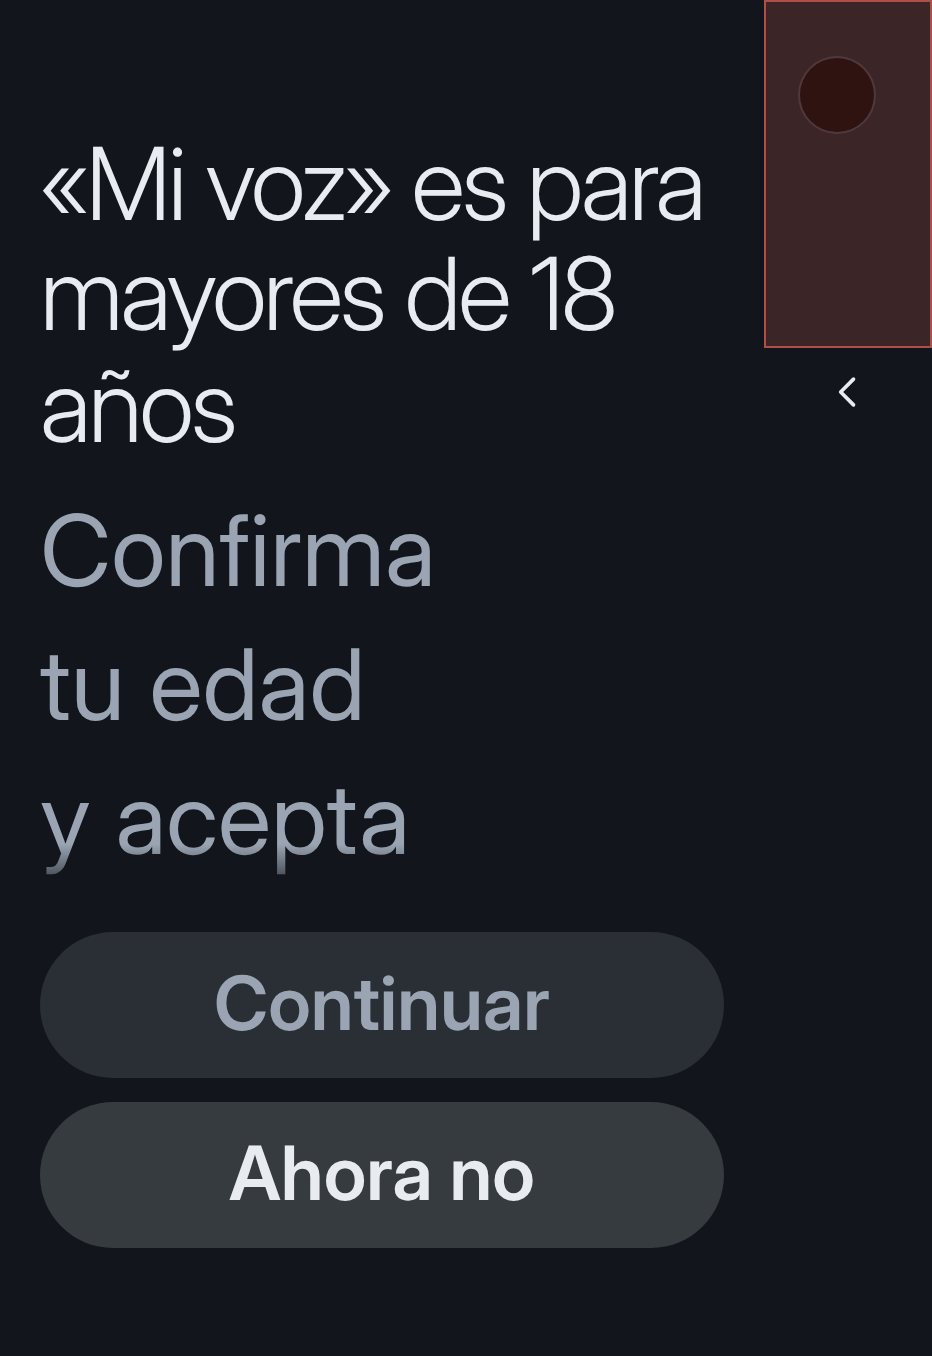 «Mi voz» es para
mayores de 18
años
Confirma
tu edad
y acepta
Continuar
Ahora no